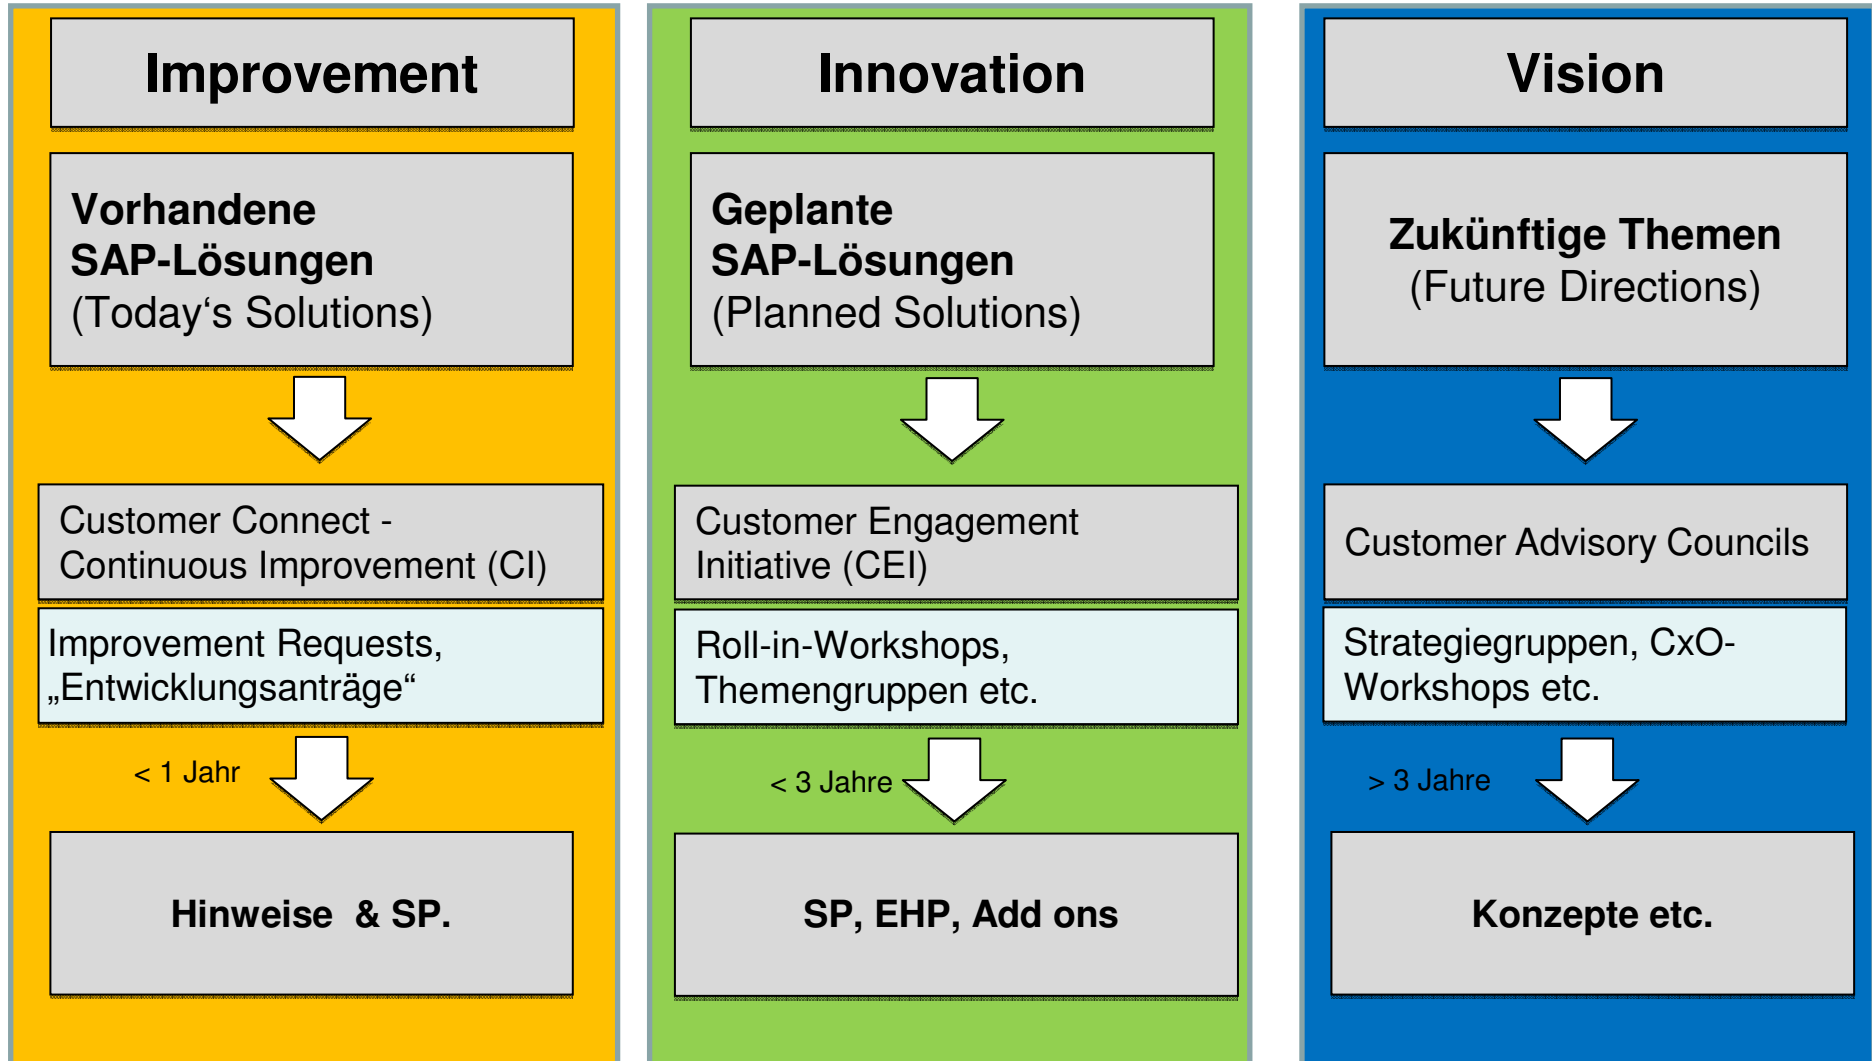 Improvement
Vorhandene
SAP-Lösungen
(Today‘s Solutions)
Customer Connect -
Continuous Improvement (CI)
Improvement Requests,
„Entwicklungsanträge“
< 1 Jahr
Hinweise & SP.
Innovation
Geplante
SAP-Lösungen
(Planned Solutions)
Customer Engagement
Initiative (CEI)
Roll-in-Workshops,
Themengruppen etc.
< 3 Jahre
SP, EHP, Add ons
Vision
Zukünftige Themen
(Future Directions)
Customer Advisory Councils
Strategiegruppen, CxO-
Workshops etc.
> 3 Jahre
Konzepte etc.